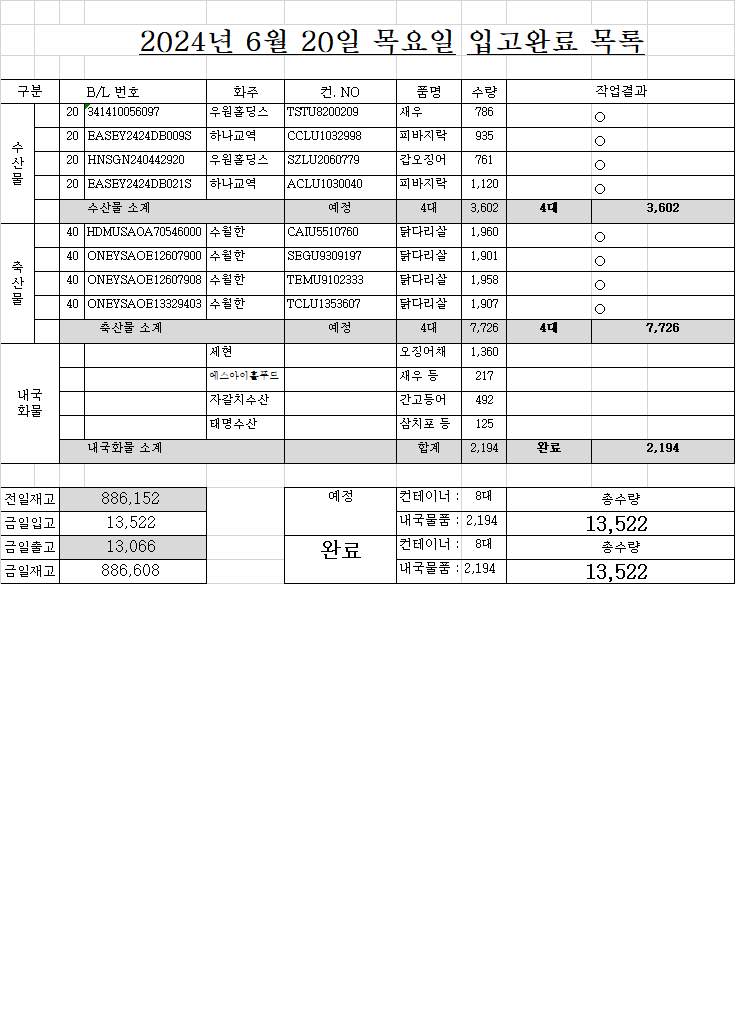 2024년 6월 20일 목요일 입고완료 목록
구분 B/L 번호 화주 컨. NO 품명 수량 작업결과
수산물
20 341410056097 우원홀딩스 TSTU8200209 새우 786 ○
20 EASEY2424DB009S 하나교역 CCLU1032998 피바지락 935 ○
20 HNSGN240442920 우원홀딩스 SZLU2060779 갑오징어 761 ○
20 EASEY2424DB021S 하나교역 ACLU1030040 피바지락 1,120 ○
수산물 소계 예정 4대 3,602 4대 3,602
축산물
40 HDMUSAOA70546000 수월한 CAIU5510760 닭다리살 1,960 ○
40 ONEYSAOE12607900 수월한 SEGU9309197 닭다리살 1,901 ○
40 ONEYSAOE12607908 수월한 TEMU9102333 닭다리살 1,958 ○
40 ONEYSAOE13329403 수월한 TCLU1353607 닭다리살 1,907 ○
축산물 소계 예정 4대 7,726 4대 7,726
내국화물
세현 오징어채 1,360
에스아이홀푸드 새우 등 217
자갈치수산 간고등어 492
태명수산 삼치포 등 125
내국화물 소계 합계 2,194 완료 2,194
전일재고 886,152 예정 컨테이너 : 8대 총수량
금일입고 13,522 내국물품 : 2,194 13,522
금일출고 13,066 완료 컨테이너 : 8대 총수량
금일재고 886,608 내국물품 : 2,194 13,522